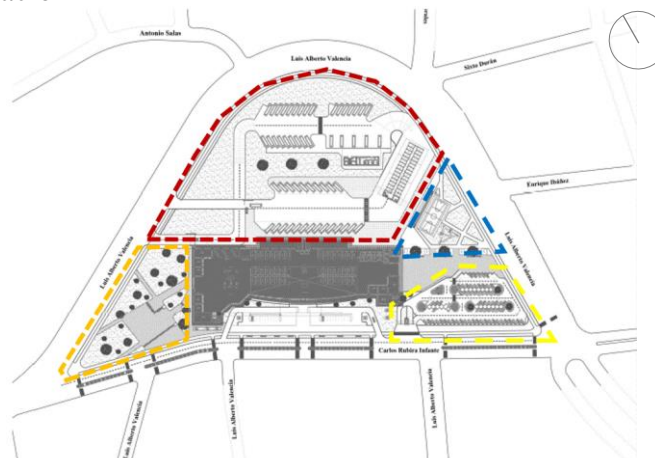 Antonio Salas
Luis Alberto Valencia
Sixto Durán
Enrique Ibáñez
Luis Alberto Valencia
Luis Alberto Valencia
Carlos Rubira Infante
Luis Alberto Valencia
Luis Alberto Valencia
Luis Alberto Valencia